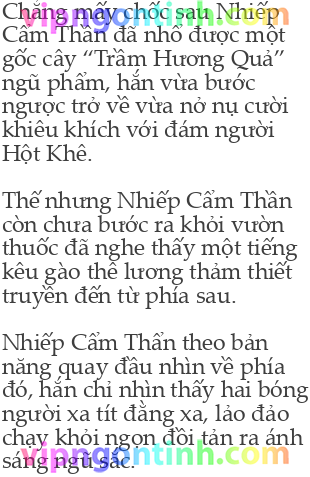 Chẳng mấy chốc sau Nhiếp
Cẩm Thần đã nhổ được một
gốc cây “Trầm Hương Quả”
ngũ phẩm, hắn vừa bước
ngược trở về vừa nở nụ cười
khiêu khích với đám người
Hột Khê.
Thế nhưng Nhiếp Cẩm Thần
còn chưa bước ra khỏi vườn
thuốc đã nghe thấy một tiếng
kêu gào thê lương thảm thiết
truyền đến từ phía sau.
Nhiếp Cẩm Thần theo bản
năng quay đầu nhìn về phía
đó, hắn chỉ nhìn thấy hai bóng
người xa tít đằng xa, lảo đảo
chạy khỏi ngọn đồi tản ra ánh
sáng ngũ sắc.
vipngontinh.com
vipngontinh.com